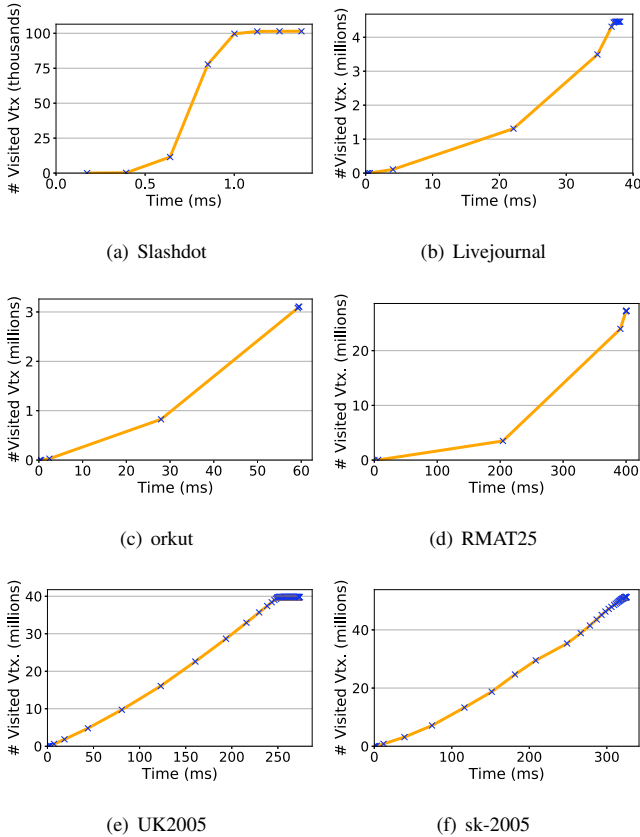 # Visited Vtx (thousands)
100
75
50
25
0
0.0 0.5 1.0
Time (ms)
(a) Slashdot
# Visited Vtx. (millions)
4
3
2
1
0
0 10 20 30 40
Time (ms)
(b) Livejournal
# Visited Vtx (millions)
3
2
1
0
0 10 20 30 40 50 60
Time (ms)
(c) orkut
# Visited Vtx. (millions)
20
10
0
0 100 200 300 400
Time (ms)
(d) RMAT25
# Visited Vtx. (millions)
40
30
20
10
0
0 50 100 150 200 250
Time (ms)
(e) UK2005
# Visited Vtx. (millions)
40
20
0
0 100 200 300
Time (ms)
(f) sk-2005